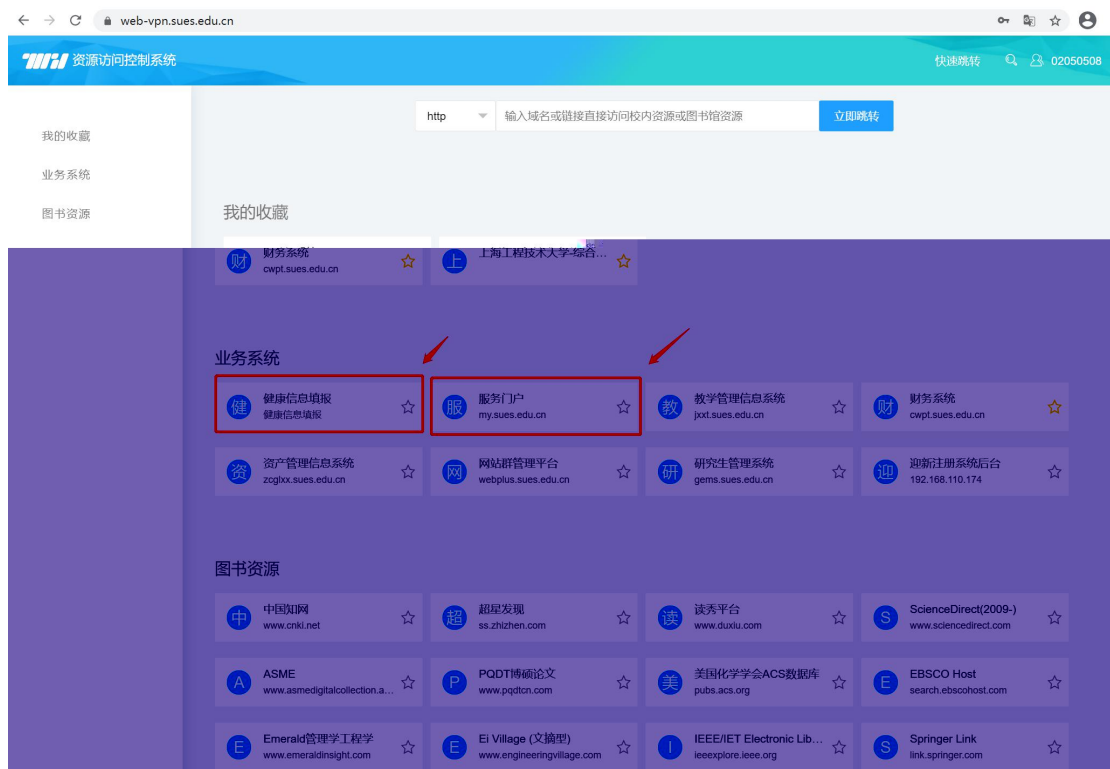 web-vpn.sues.edu.cn
资源访问控制系统
快速跳转
02050508
http
输入域名或链接直接访问校内资源或图书馆资源
立即跳转
我的收藏
业务系统
图书资源
我的收藏
财 财务系统
cwpt.sues.edu.cn
上 上海工程技术大学-综合...
业务系统
健 健康信息填报
健康信息填报
服 服务门户
my.sues.edu.cn
教 教学管理信息系统
jxxt.sues.edu.cn
财 财务系统
cwpt.sues.edu.cn
资 资产管理信息系统
zcglxx.sues.edu.cn
网 网站群管理平台
webplus.sues.edu.cn
研 研究生管理系统
gems.sues.edu.cn
迎 迎新注册系统后台
192.168.110.174
图书资源
中 中国知网
www.cnki.net
超 超星发现
ss.zhizhen.com
读 读秀平台
www.duxiu.com
S ScienceDirect(2009-)
www.sciencedirect.com
A ASME
www.asmedigitalcollection.a...
P PQDT博硕论文
www.pqdtcn.com
美 美国化学学会ACS数据库
pubs.acs.org
E EBSCO Host
search.ebscohost.com
E Emerald管理学工程学
www.emeraldinsight.com
E Ei Village (文摘型)
www.engineeringvillage.com
I IEEE/IET Electronic Lib...
ieeexplore.ieee.org
S Springer Link
link.springer.com